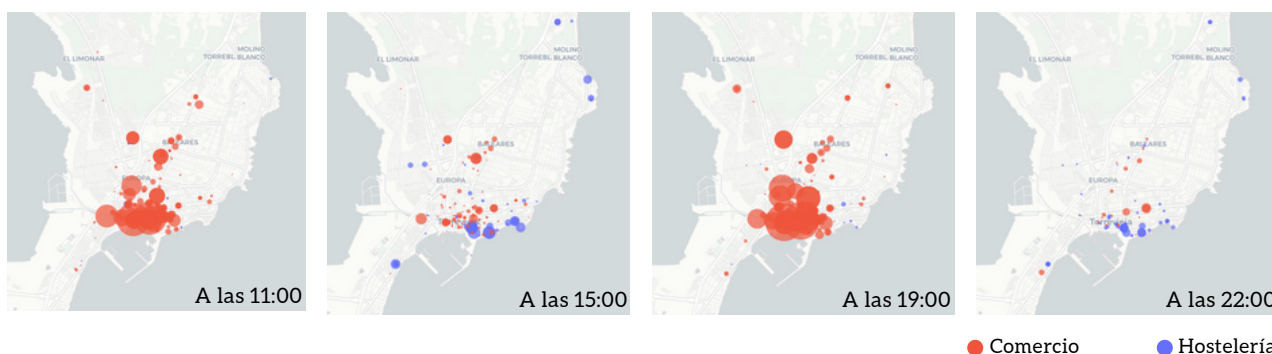 EL LIMONAR
MOLINO
TORREBL. BLANCO
BALEARES
EUROPA
A las 11:00
EL LIMONAR
MOLINO
TORREBL. BLANCO
BALEARES
EUROPA
A las 15:00
EL LIMONAR
MOLINO
TORREBL. BLANCO
BALEARES
A las 19:00
EL LIMONAR
MOLINO
TORREBL. BLANCO
BALEARES
EUROPA
Torrevieja
A las 22:00
Comercio
Hostelería